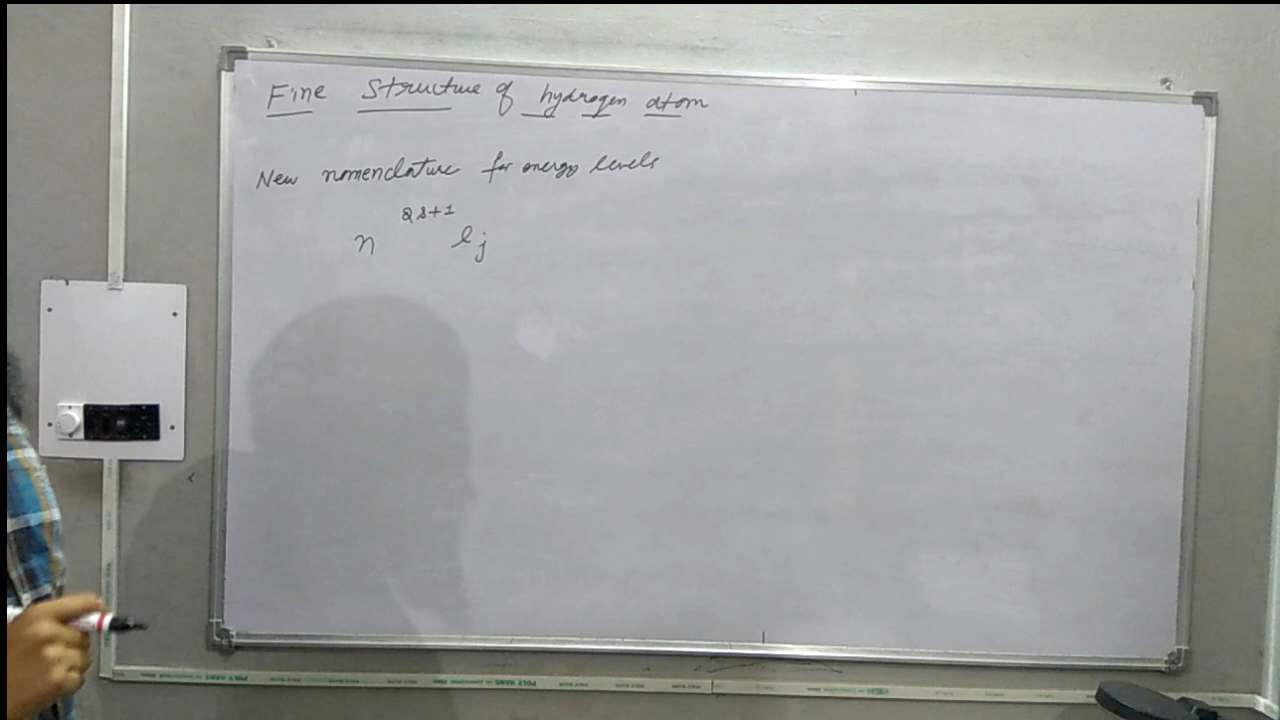 Fine Structure of hydrogen atom
New nomenclature for energy levels
2s+1
n l j